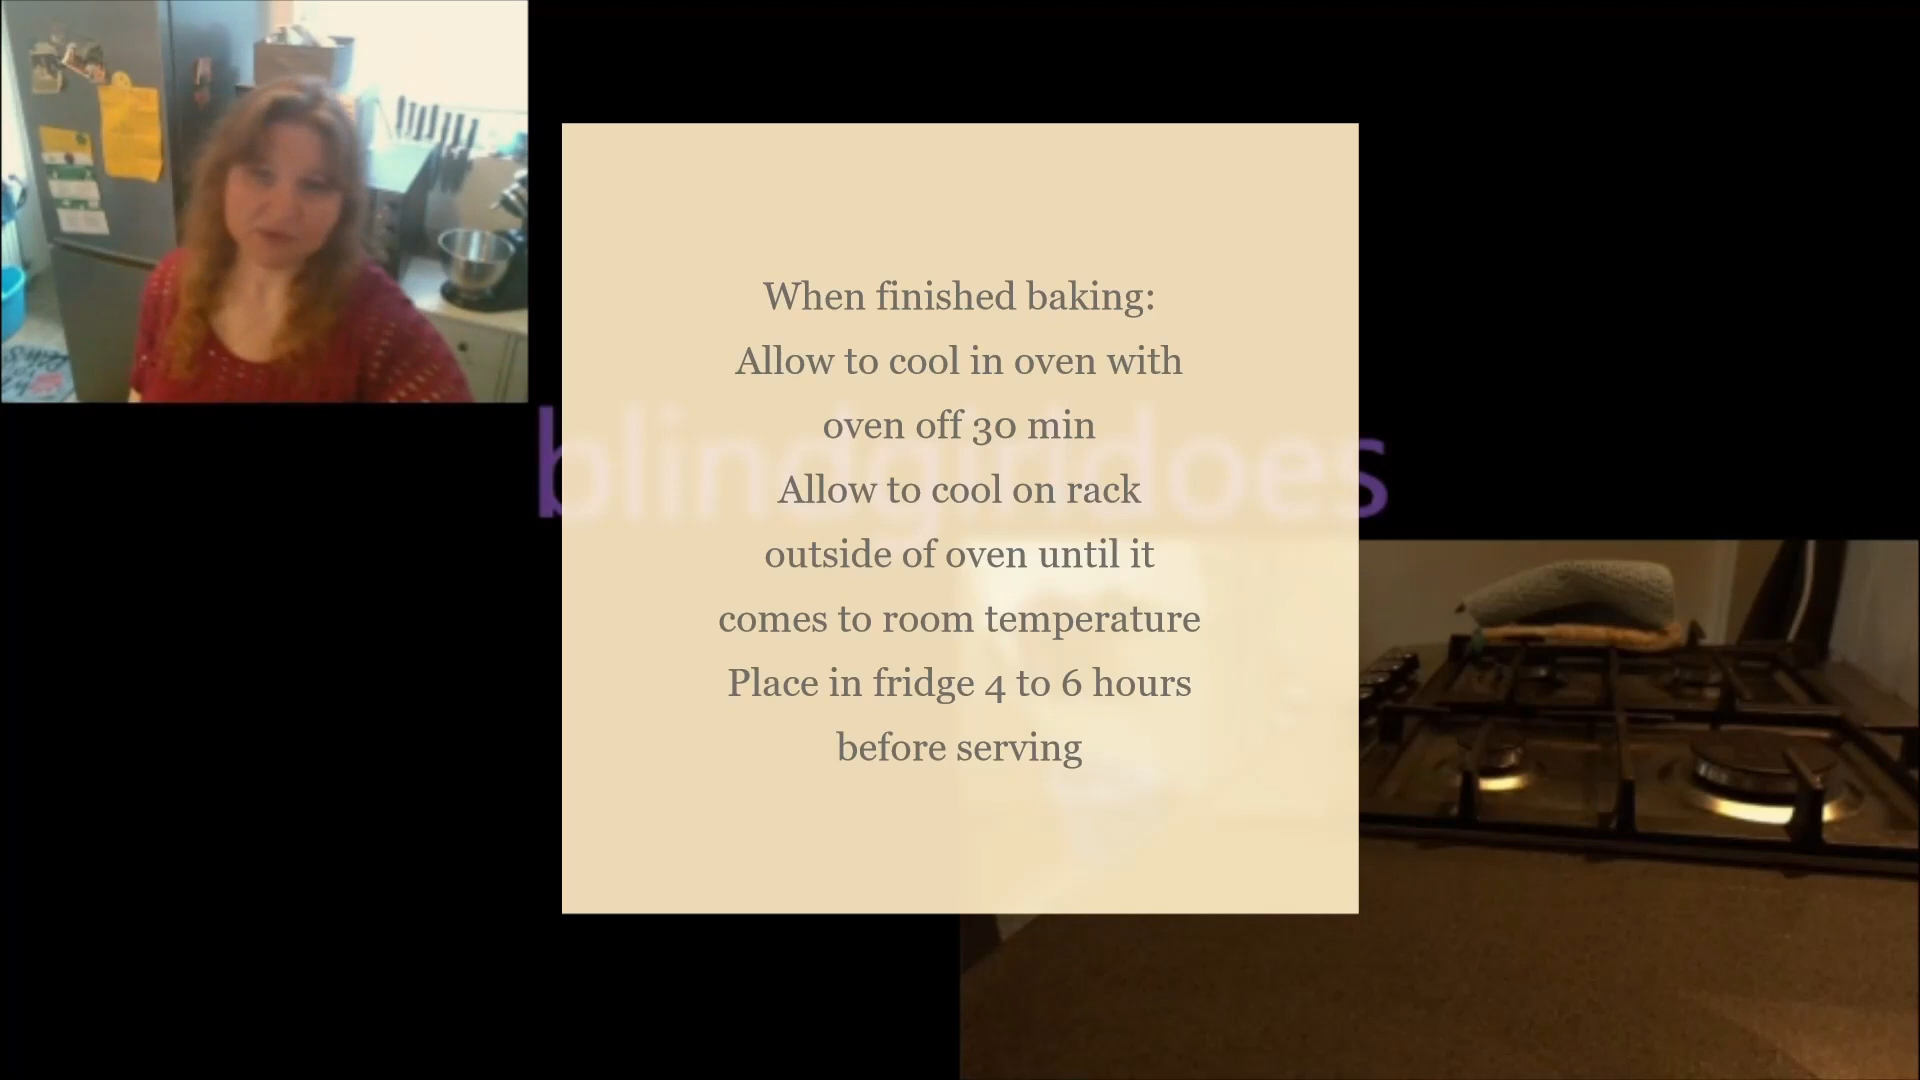 When finished baking:
Allow to cool in oven with
oven off 30 min
Allow to cool on rack
outside of oven until it
comes to room temperature
Place in fridge 4 to 6 hours
before serving
blindgirldoes